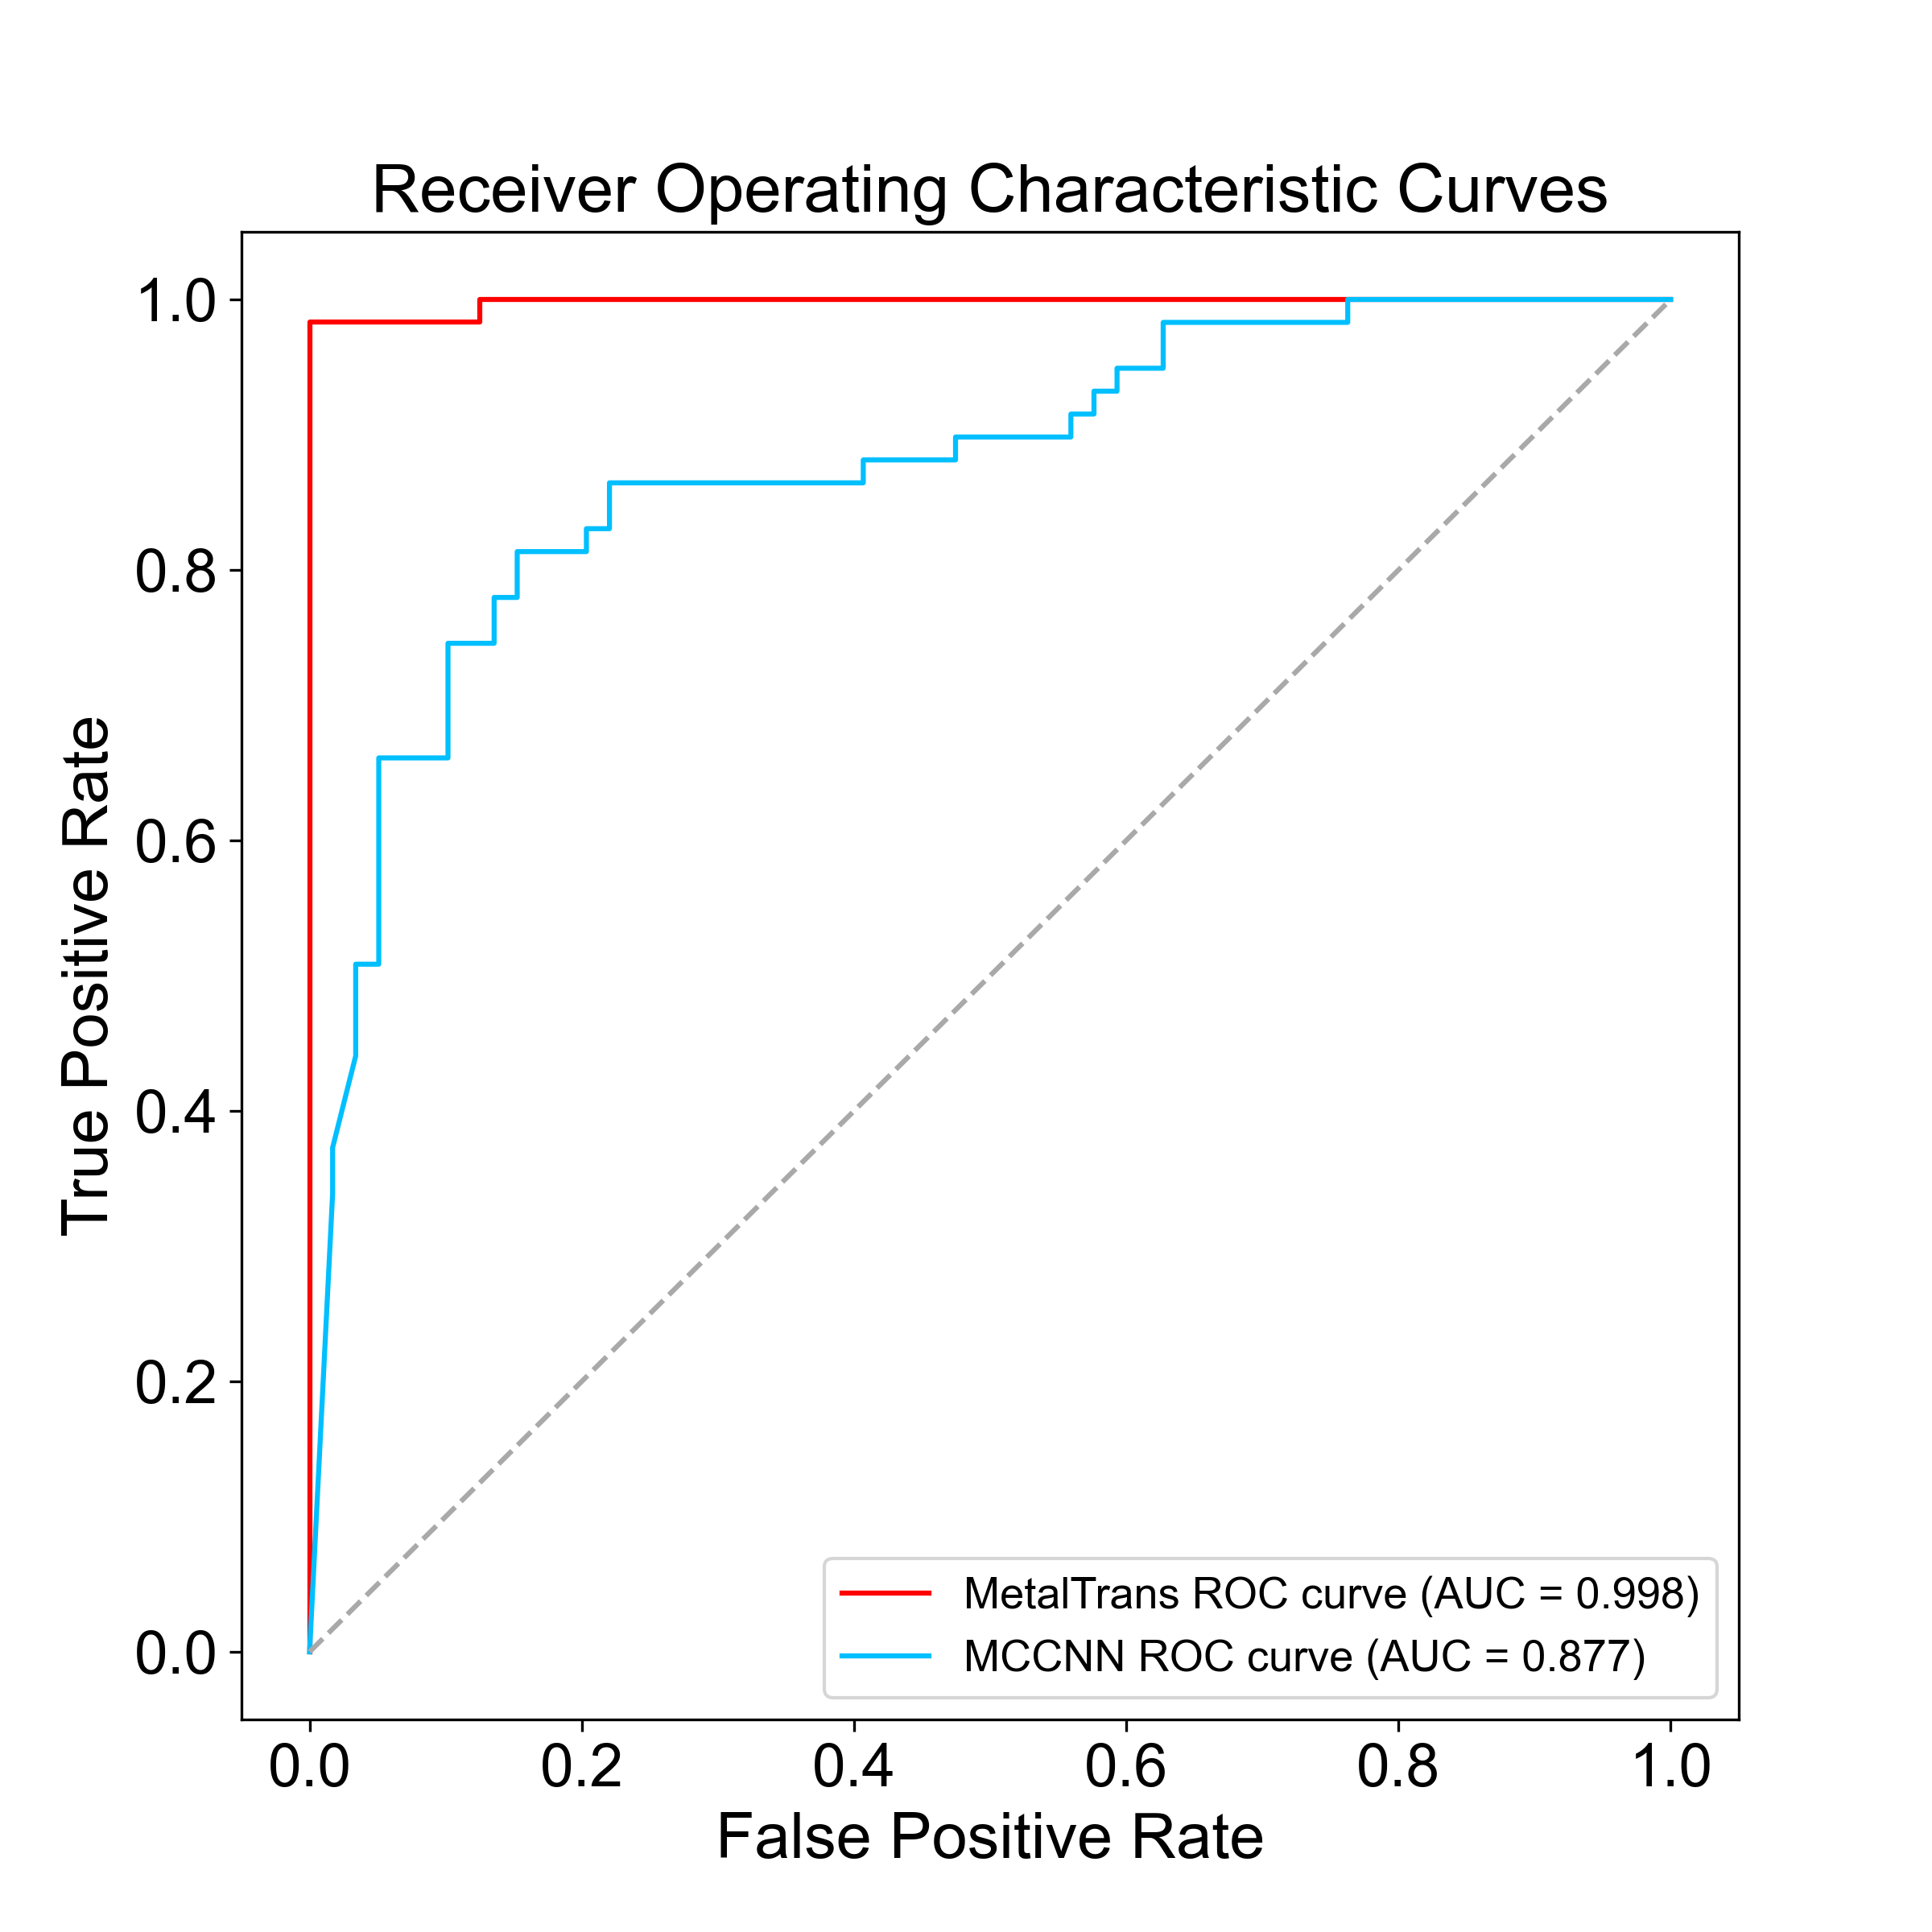 Receiver Operating Characteristic Curves
1.0
0.8
0.6
0.4
0.2
0.0
True Positive Rate
MetalTrans ROC curve (AUC = 0.998)
MCCNN ROC curve (AUC = 0.877)
0.0 0.2 0.4 0.6 0.8 1.0
False Positive Rate